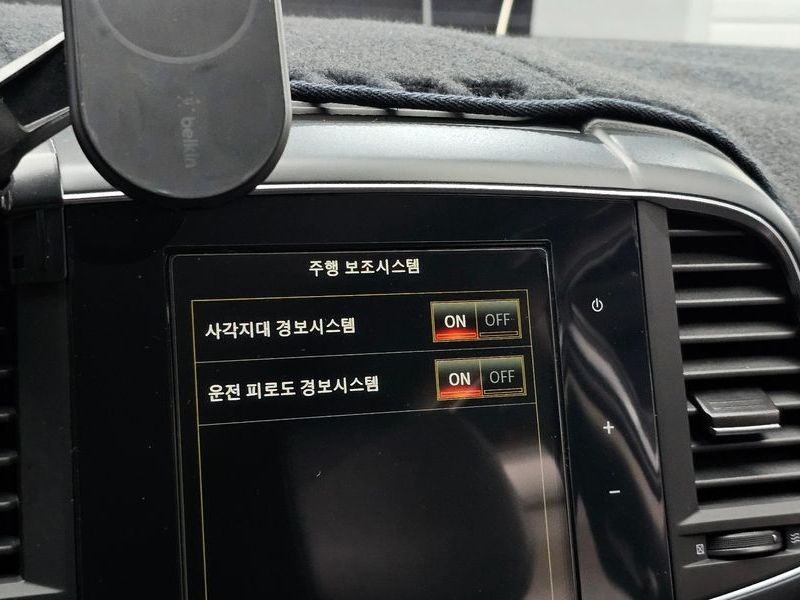 belkin
주행 보조시스템
사각지대 경보시스템 ON OFF
운전 피로도 경보시스템 ON OFF
+
−